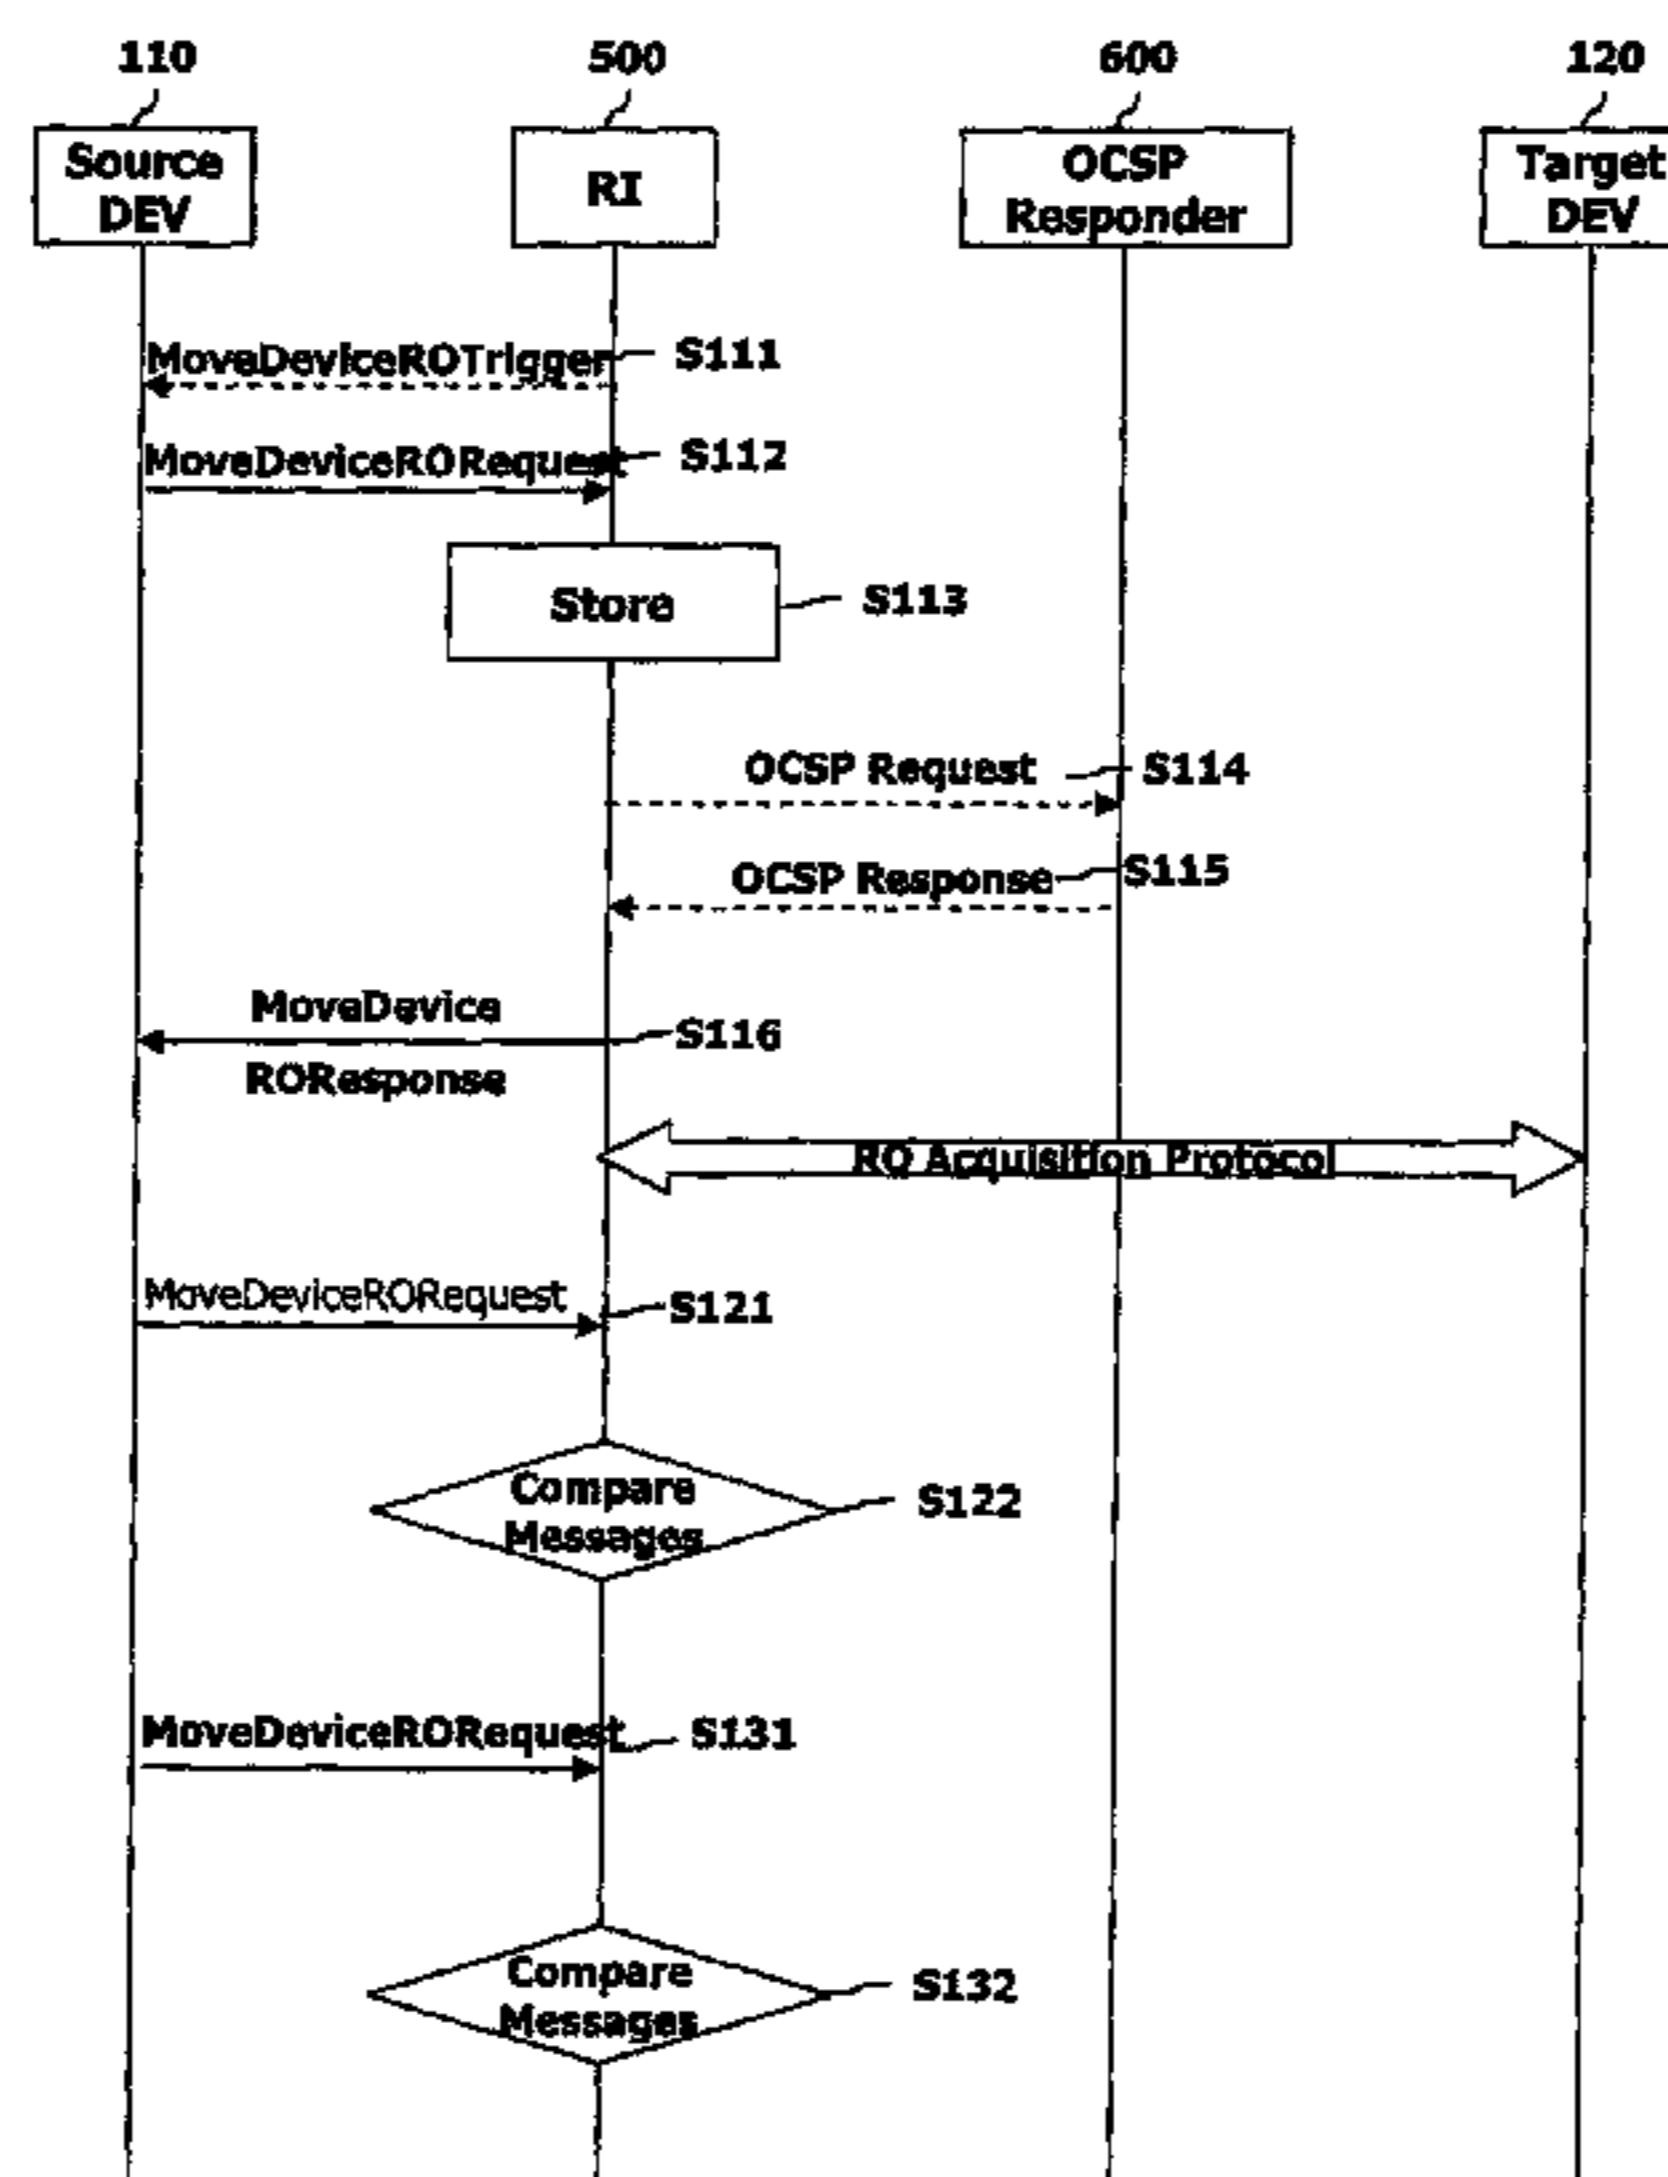 110
500
600
120
Source
DEV
RI
OCSP
Responder
Target
DEV
MoveDeviceROTrigger
S111
MoveDeviceRORequest
S112
Store
S113
OCSP Request
S114
OCSP Response
S115
MoveDevice
ROResponse
S116
RO Acquisition Protocol
MoveDeviceRORequest
S121
Compare
Messages
S122
MoveDeviceRORequest
S131
Compare
Messages
S132